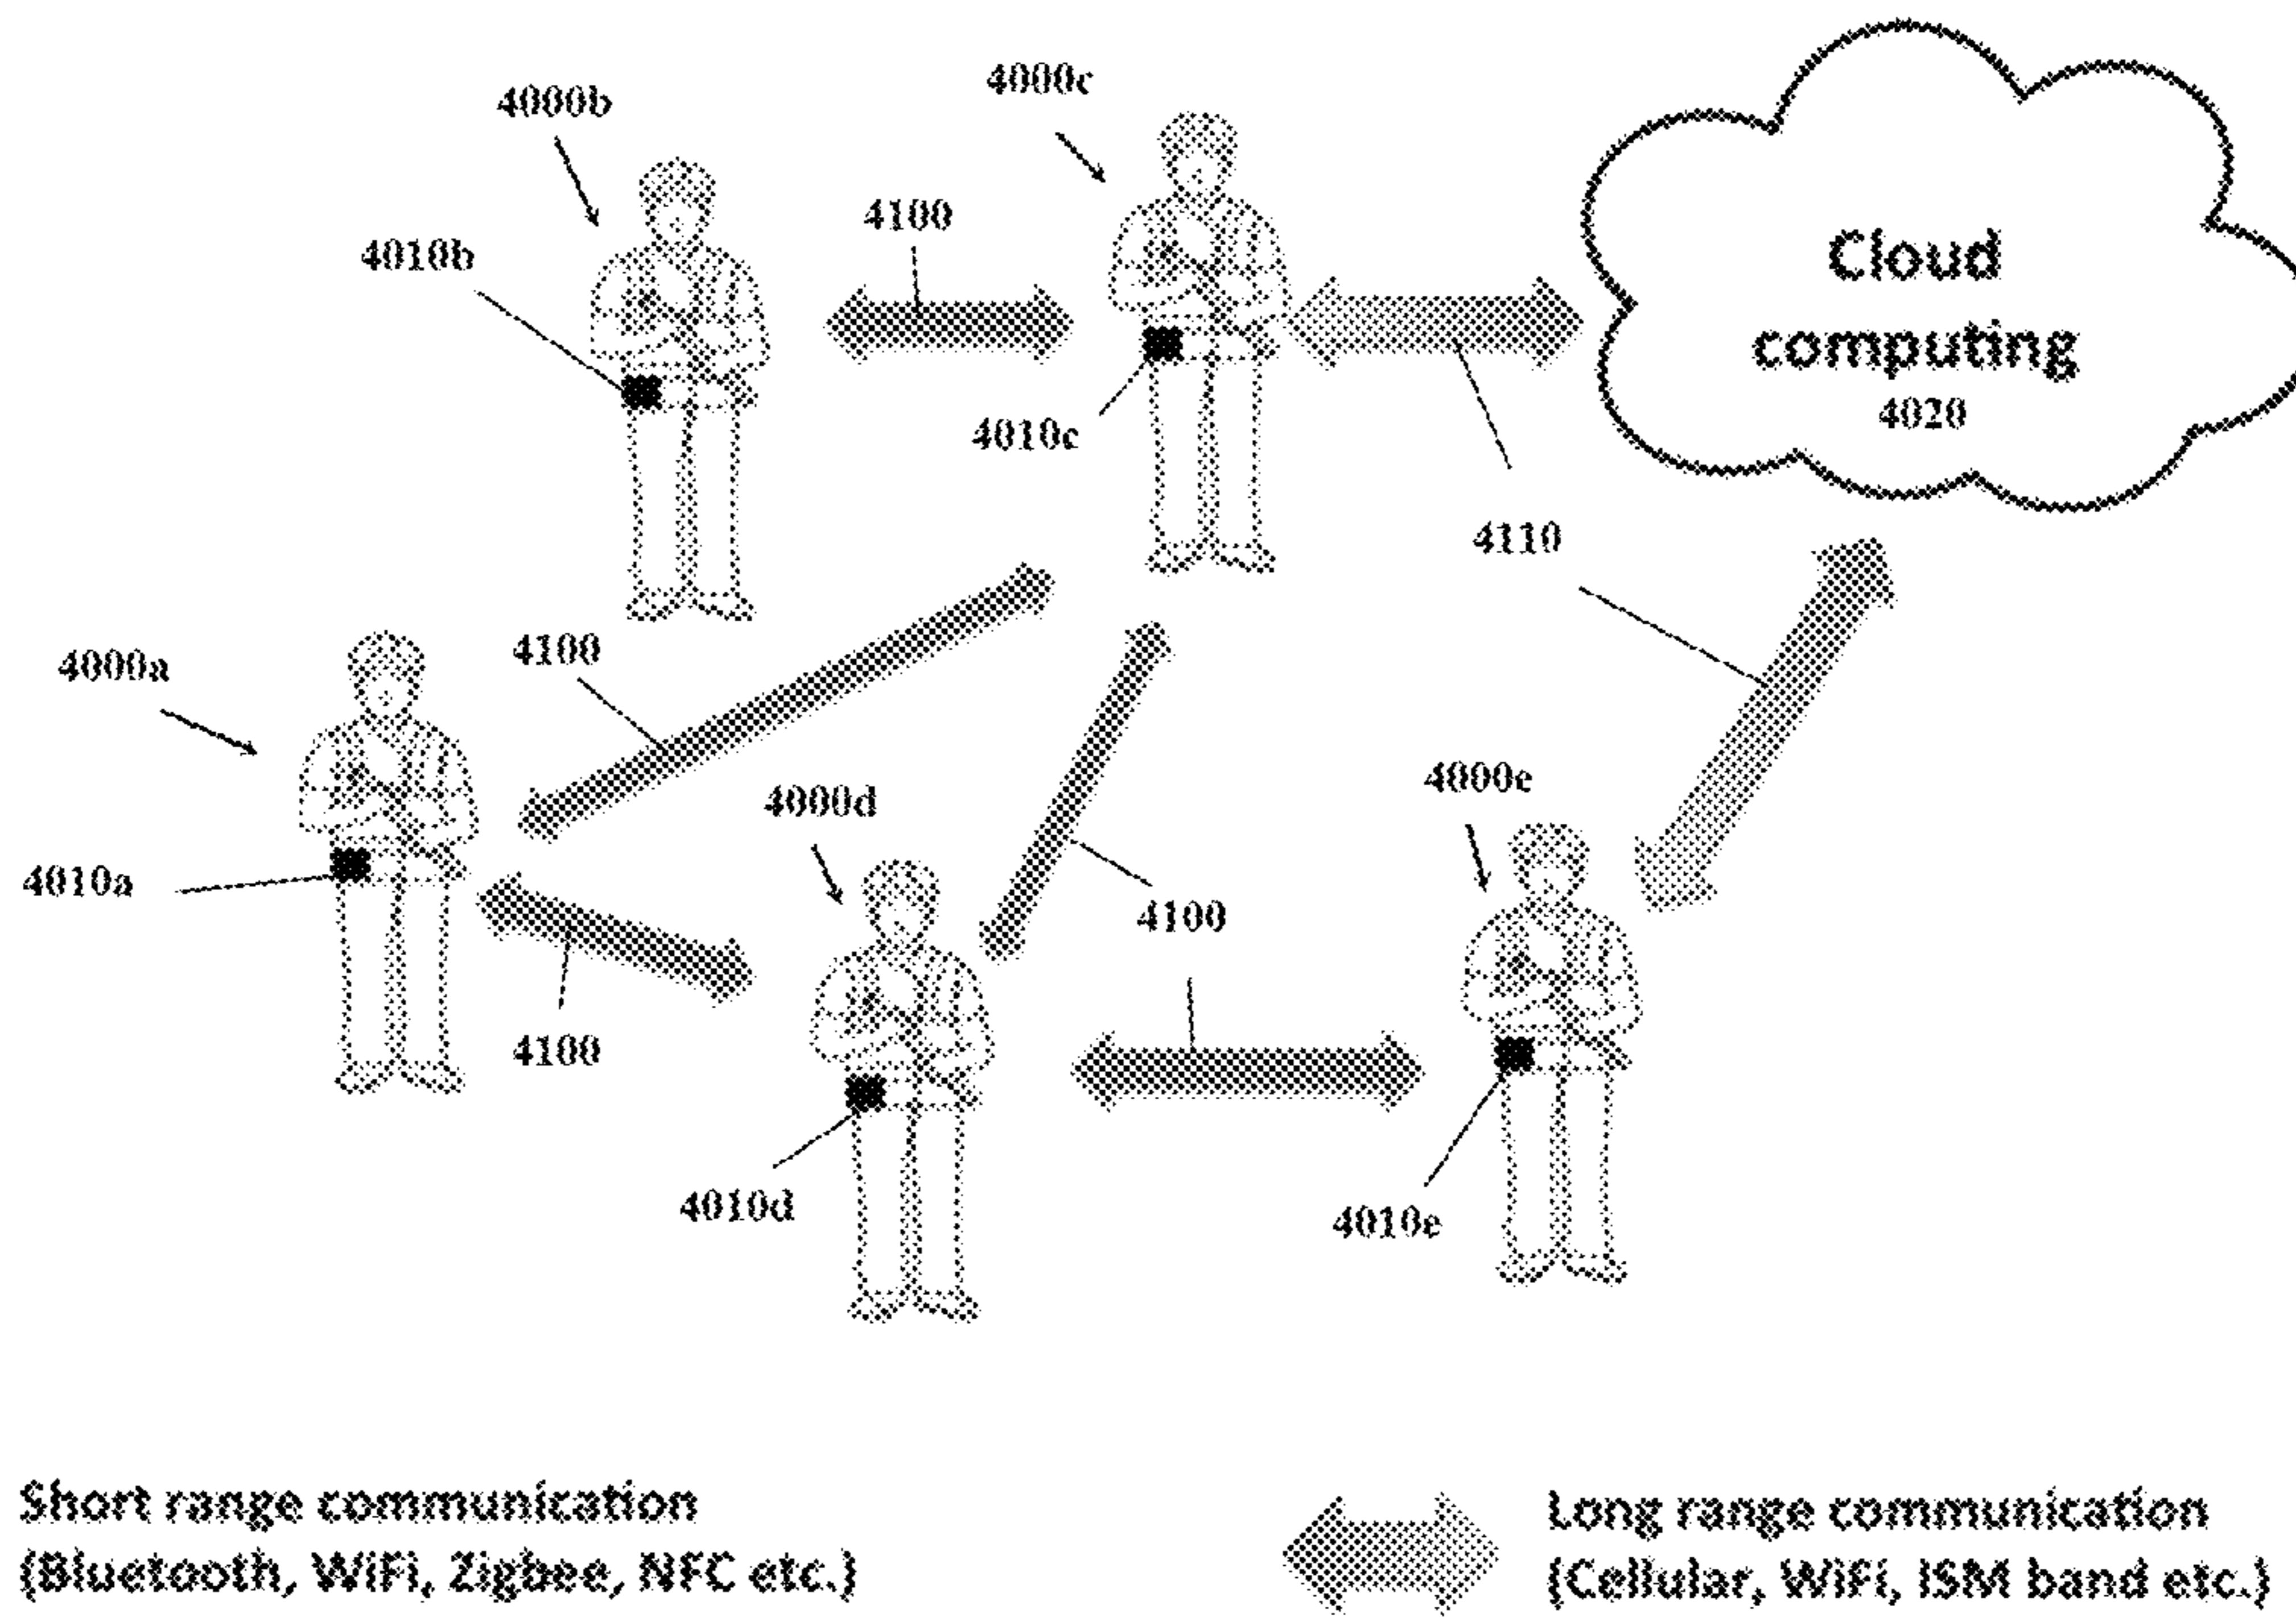 4000b
4000c
4100
4010b
Cloud
computing
4020
4010c
4110
4000a
4100
4000d
4000e
4010a
4100
4100
4010d
4010e
Short range communication
(Bluetooth, WiFi, Zigbee, NFC etc.)
Long range communication
(Cellular, WiFi, ISM band etc.)